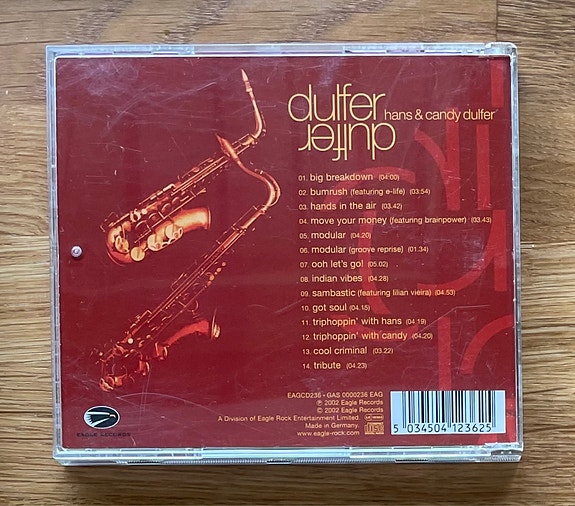 dulfer
hans & candy dulfer
dulfer
01. big breakdown (04:00)
02. bumrush (featuring e-life) (03:54)
03. hands in the air (03.42)
04. move your money (featuring brainpower) (03.43)
05. modular (04.20)
06. modular (groove reprise) (01.34)
07. ooh let's go! (05.02)
08. indian vibes (04.28)
09. sambastic (featuring lilian vieira) (04.53)
10. got soul (04.15)
11. triphoppin' with hans (04.19)
12. triphoppin' with candy (04.20)
13. cool criminal (03.22)
14. tribute (04.23)
EAGCD236 • GAS 0000236 EAG
℗ 2002 Eagle Records
© 2002 Eagle Records
A Division of Eagle Rock Entertainment Limited.
Made in Germany.
www.eagle-rock.com
EAGLE RECORDS
5 034504 123625